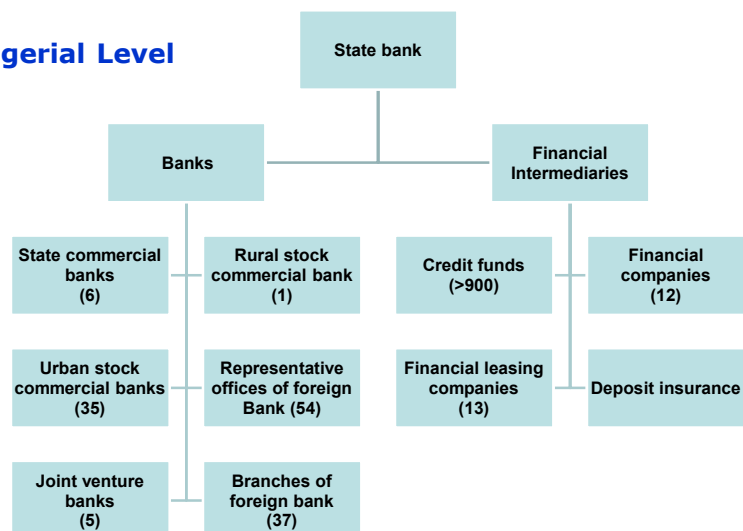 gerial Level
State bank
Banks
Financial
Intermediaries
State commercial
banks
(6)
Rural stock
commercial bank
(1)
Credit funds
(>900)
Financial
companies
(12)
Urban stock
commercial banks
(35)
Representative
offices of foreign
Bank (54)
Financial leasing
companies
(13)
Deposit insurance
Joint venture
banks
(5)
Branches of
foreign bank
(37)